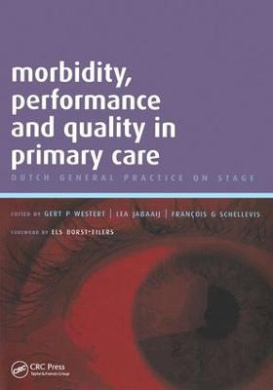 morbidity,
performance
and quality in
primary care
DUTCH GENERAL PRACTICE ON STAGE
EDITED BY GERT P WESTERT | LEA JABAAIJ | FRANÇOIS G SCHELLEVIS
FOREWORD BY ELS BORST-EILERS
CRC Press
Taylor & Francis Group